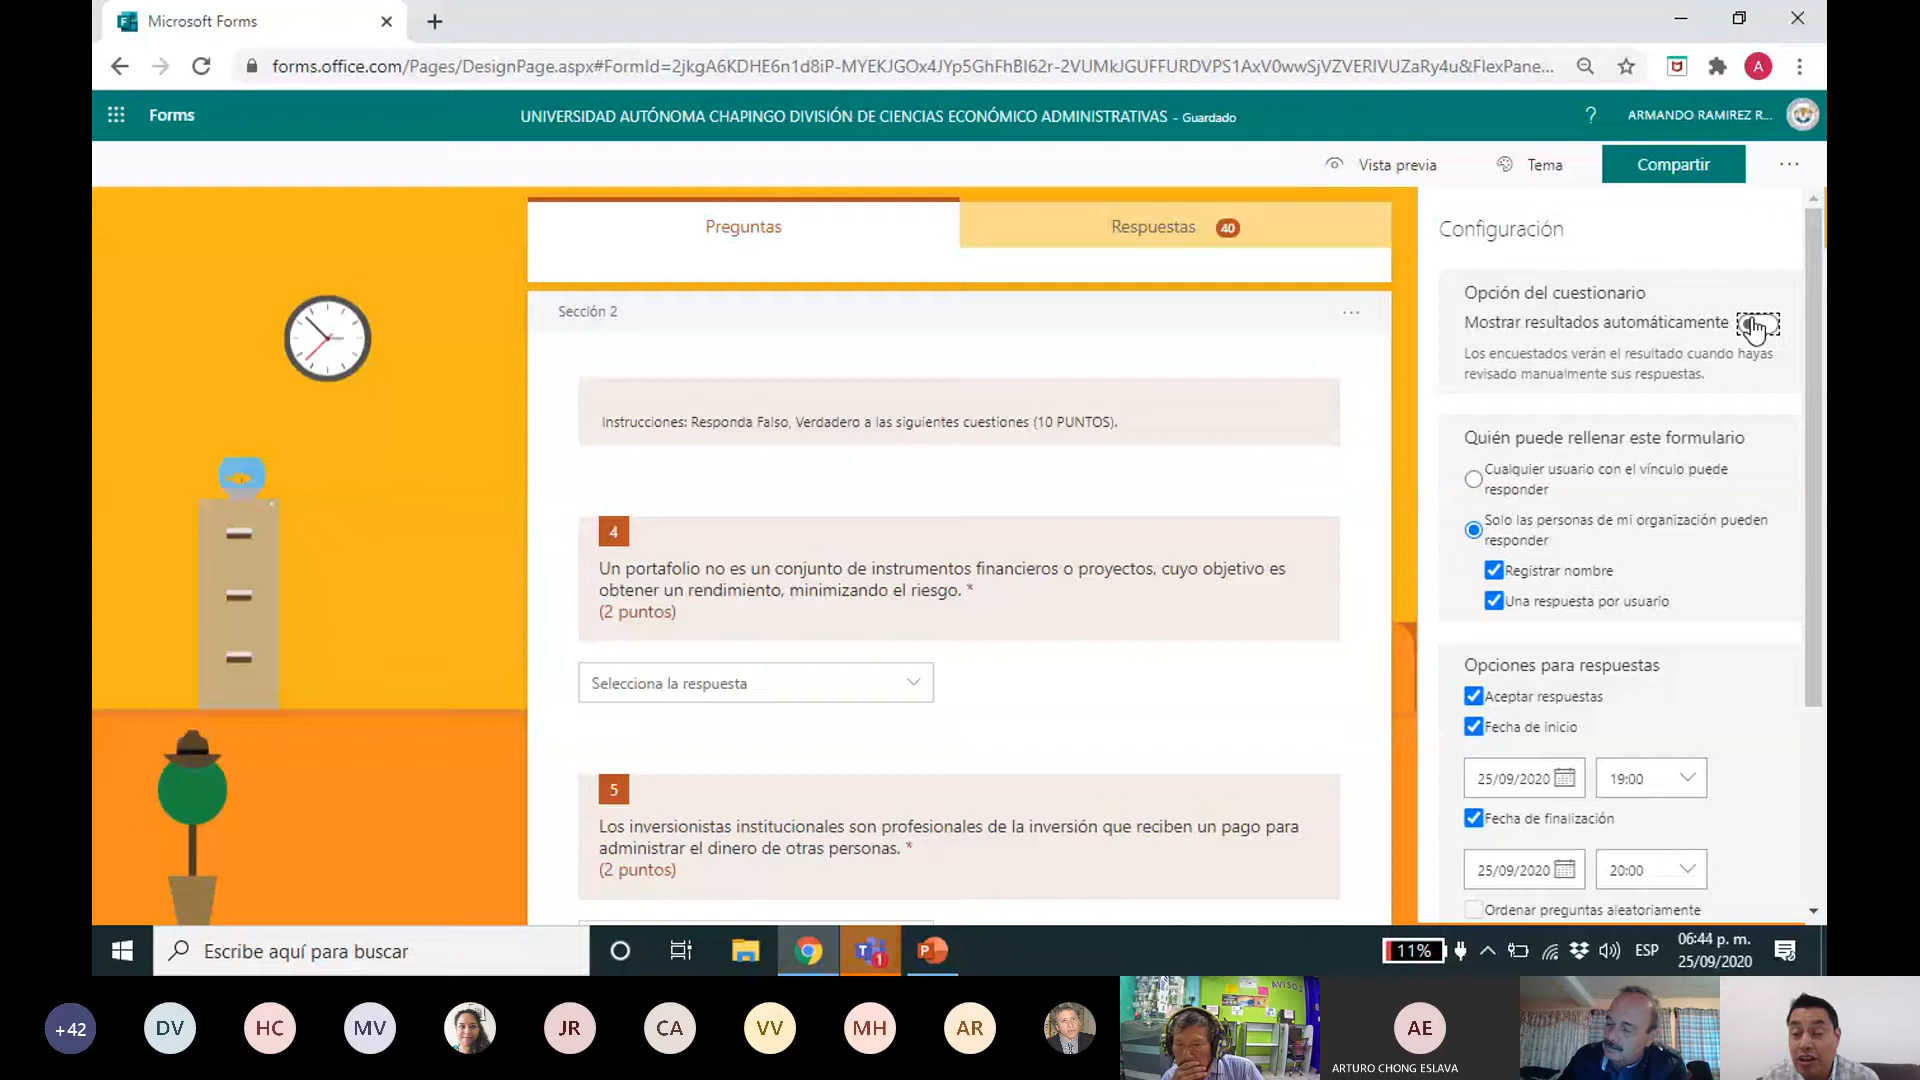 Microsoft Forms
forms.office.com/Pages/DesignPage.aspx#FormId=2jkgA6KDHE6n1d8iP-MYEKJGOx4JYp5GhFhBI62r-2VUMkJGUFFURDVPS1AxV0wwSjVZVERIVUZaRy4u&FlexPane...
A
Forms
UNIVERSIDAD AUTÓNOMA CHAPINGO DIVISIÓN DE CIENCIAS ECONÓMICO ADMINISTRATIVAS - Guardado
?
ARMANDO RAMIREZ R...
Vista previa
Tema
Compartir
Preguntas
Respuestas 40
Sección 2
Instrucciones: Responda Falso, Verdadero a las siguientes cuestiones (10 PUNTOS).
4
Un portafolio no es un conjunto de instrumentos financieros o proyectos, cuyo objetivo es
obtener un rendimiento, minimizando el riesgo. *
(2 puntos)
Selecciona la respuesta
5
Los inversionistas institucionales son profesionales de la inversión que reciben un pago para
administrar el dinero de otras personas. *
(2 puntos)
Configuración
Opción del cuestionario
Mostrar resultados automáticamente
Los encuestados verán el resultado cuando hayas
revisado manualmente sus respuestas.
Quién puede rellenar este formulario
Cualquier usuario con el vínculo puede
responder
Solo las personas de mi organización pueden
responder
Registrar nombre
Una respuesta por usuario
Opciones para respuestas
Aceptar respuestas
Fecha de inicio
25/09/2020 19:00
Fecha de finalización
25/09/2020 20:00
Ordenar preguntas aleatoriamente
Escribe aquí para buscar
1
11%
ESP
06:44 p. m.
25/09/2020
+42
DV
HC
MV
JR
CA
VV
MH
AR
AVISOS
AE
ARTURO CHONG ESLAVA